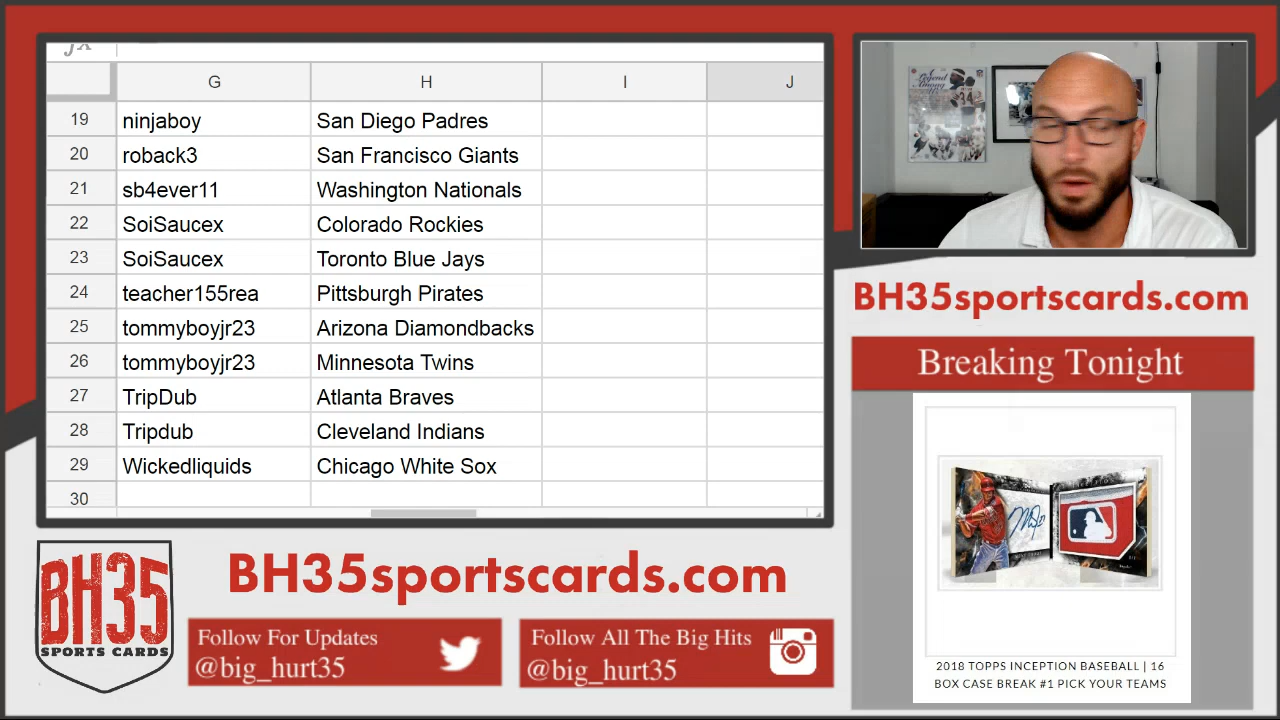 fx
G H I J
19 ninjaboy San Diego Padres
20 roback3 San Francisco Giants
21 sb4ever11 Washington Nationals
22 SoiSaucex Colorado Rockies
23 SoiSaucex Toronto Blue Jays
24 teacher155rea Pittsburgh Pirates
25 tommyboyjr23 Arizona Diamondbacks
26 tommyboyjr23 Minnesota Twins
27 TripDub Atlanta Braves
28 Tripdub Cleveland Indians
29 Wickedliquids Chicago White Sox
30
Legend
34
BH35sportscards.com
Breaking Tonight
2018 TOPPS INCEPTION BASEBALL | 16
BOX CASE BREAK #1 PICK YOUR TEAMS
BH35
SPORTS CARDS
BH35sportscards.com
Follow For Updates
@big_hurt35
Follow All The Big Hits
@big_hurt35